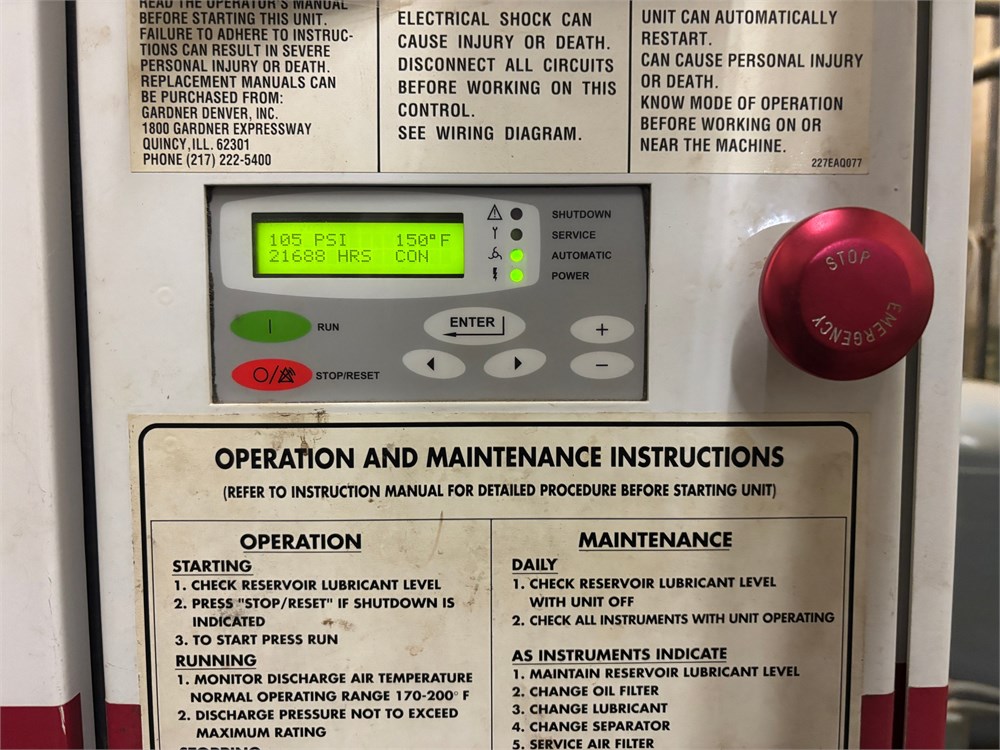 READ THE OPERATOR'S MANUAL
BEFORE STARTING THIS UNIT.
FAILURE TO ADHERE TO INSTRUC-
TIONS CAN RESULT IN SEVERE
PERSONAL INJURY OR DEATH.
REPLACEMENT MANUALS CAN
BE PURCHASED FROM:
GARDNER DENVER, INC.
1800 GARDNER EXPRESSWAY
QUINCY, ILL. 62301
PHONE (217) 222-5400
ELECTRICAL SHOCK CAN
CAUSE INJURY OR DEATH.
DISCONNECT ALL CIRCUITS
BEFORE WORKING ON THIS
CONTROL.
SEE WIRING DIAGRAM.
UNIT CAN AUTOMATICALLY
RESTART.
CAN CAUSE PERSONAL INJURY
OR DEATH.
KNOW MODE OF OPERATION
BEFORE WORKING ON OR
NEAR THE MACHINE.
227EAQ077
105 PSI 150°F
21688 HRS CON
SHUTDOWN
SERVICE
AUTOMATIC
POWER
RUN
ENTER
+
STOP/RESET
−
STOP
EMERGENCY
OPERATION AND MAINTENANCE INSTRUCTIONS
(REFER TO INSTRUCTION MANUAL FOR DETAILED PROCEDURE BEFORE STARTING UNIT)
OPERATION
STARTING
1. CHECK RESERVOIR LUBRICANT LEVEL
2. PRESS "STOP/RESET" IF SHUTDOWN IS
INDICATED
3. TO START PRESS RUN
RUNNING
1. MONITOR DISCHARGE AIR TEMPERATURE
NORMAL OPERATING RANGE 170-200° F
2. DISCHARGE PRESSURE NOT TO EXCEED
MAXIMUM RATING
STOPPING
MAINTENANCE
DAILY
1. CHECK RESERVOIR LUBRICANT LEVEL
WITH UNIT OFF
2. CHECK ALL INSTRUMENTS WITH UNIT OPERATING
AS INSTRUMENTS INDICATE
1. MAINTAIN RESERVOIR LUBRICANT LEVEL
2. CHANGE OIL FILTER
3. CHANGE LUBRICANT
4. CHANGE SEPARATOR
5. SERVICE AIR FILTER